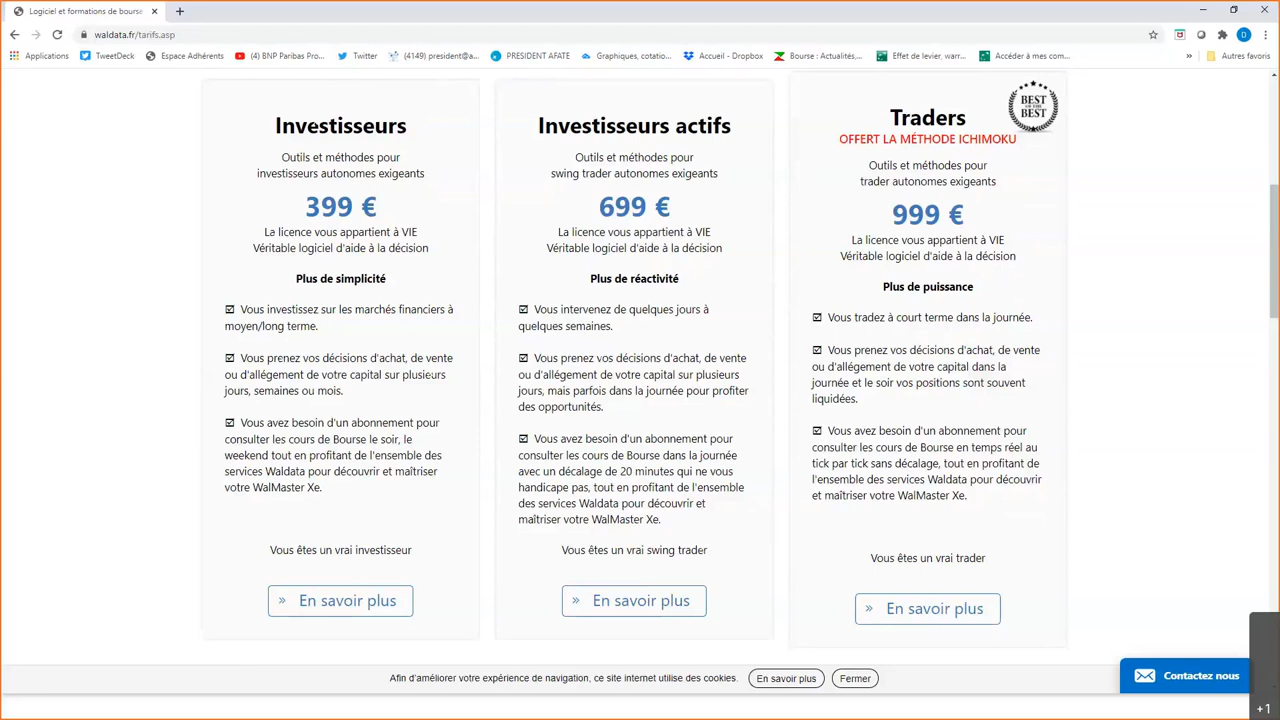 Logiciel et formations de bourse
waldata.fr/tarifs.asp
D
Applications
TweetDeck
Espace Adhérents
(4) BNP Paribas Pro...
Twitter
(4149) president@a...
PRESIDENT AFATE
Graphiques, cotatio...
Accueil - Dropbox
Bourse : Actualités,...
Effet de levier, warr...
Accéder à mes com...
»
Autres favoris
Investisseurs
Outils et méthodes pour
investisseurs autonomes exigeants
399 €
La licence vous appartient à VIE
Véritable logiciel d'aide à la décision
Plus de simplicité
Vous investissez sur les marchés financiers à
moyen/long terme.
Vous prenez vos décisions d'achat, de vente
ou d'allégement de votre capital sur plusieurs
jours, semaines ou mois.
Vous avez besoin d'un abonnement pour
consulter les cours de Bourse le soir, le
weekend tout en profitant de l'ensemble des
services Waldata pour découvrir et maîtriser
votre WalMaster Xe.
Vous êtes un vrai investisseur
» En savoir plus
Investisseurs actifs
Outils et méthodes pour
swing trader autonomes exigeants
699 €
La licence vous appartient à VIE
Véritable logiciel d'aide à la décision
Plus de réactivité
Vous intervenez de quelques jours à
quelques semaines.
Vous prenez vos décisions d'achat, de vente
ou d'allégement de votre capital sur plusieurs
jours, mais parfois dans la journée pour profiter
des opportunités.
Vous avez besoin d'un abonnement pour
consulter les cours de Bourse dans la journée
avec un décalage de 20 minutes qui ne vous
handicape pas, tout en profitant de l'ensemble
des services Waldata pour découvrir et
maîtriser votre WalMaster Xe.
Vous êtes un vrai swing trader
» En savoir plus
BEST
OF THE
BEST
Traders
OFFERT LA MÉTHODE ICHIMOKU
Outils et méthodes pour
trader autonomes exigeants
999 €
La licence vous appartient à VIE
Véritable logiciel d'aide à la décision
Plus de puissance
Vous tradez à court terme dans la journée.
Vous prenez vos décisions d'achat, de vente
ou d'allégement de votre capital dans la
journée et le soir vos positions sont souvent
liquidées.
Vous avez besoin d'un abonnement pour
consulter les cours de Bourse en temps réel au
tick par tick sans décalage, tout en profitant de
l'ensemble des services Waldata pour découvrir
et maîtriser votre WalMaster Xe.
Vous êtes un vrai trader
» En savoir plus
Afin d'améliorer votre expérience de navigation, ce site internet utilise des cookies.
En savoir plus
Fermer
Contactez nous
+1